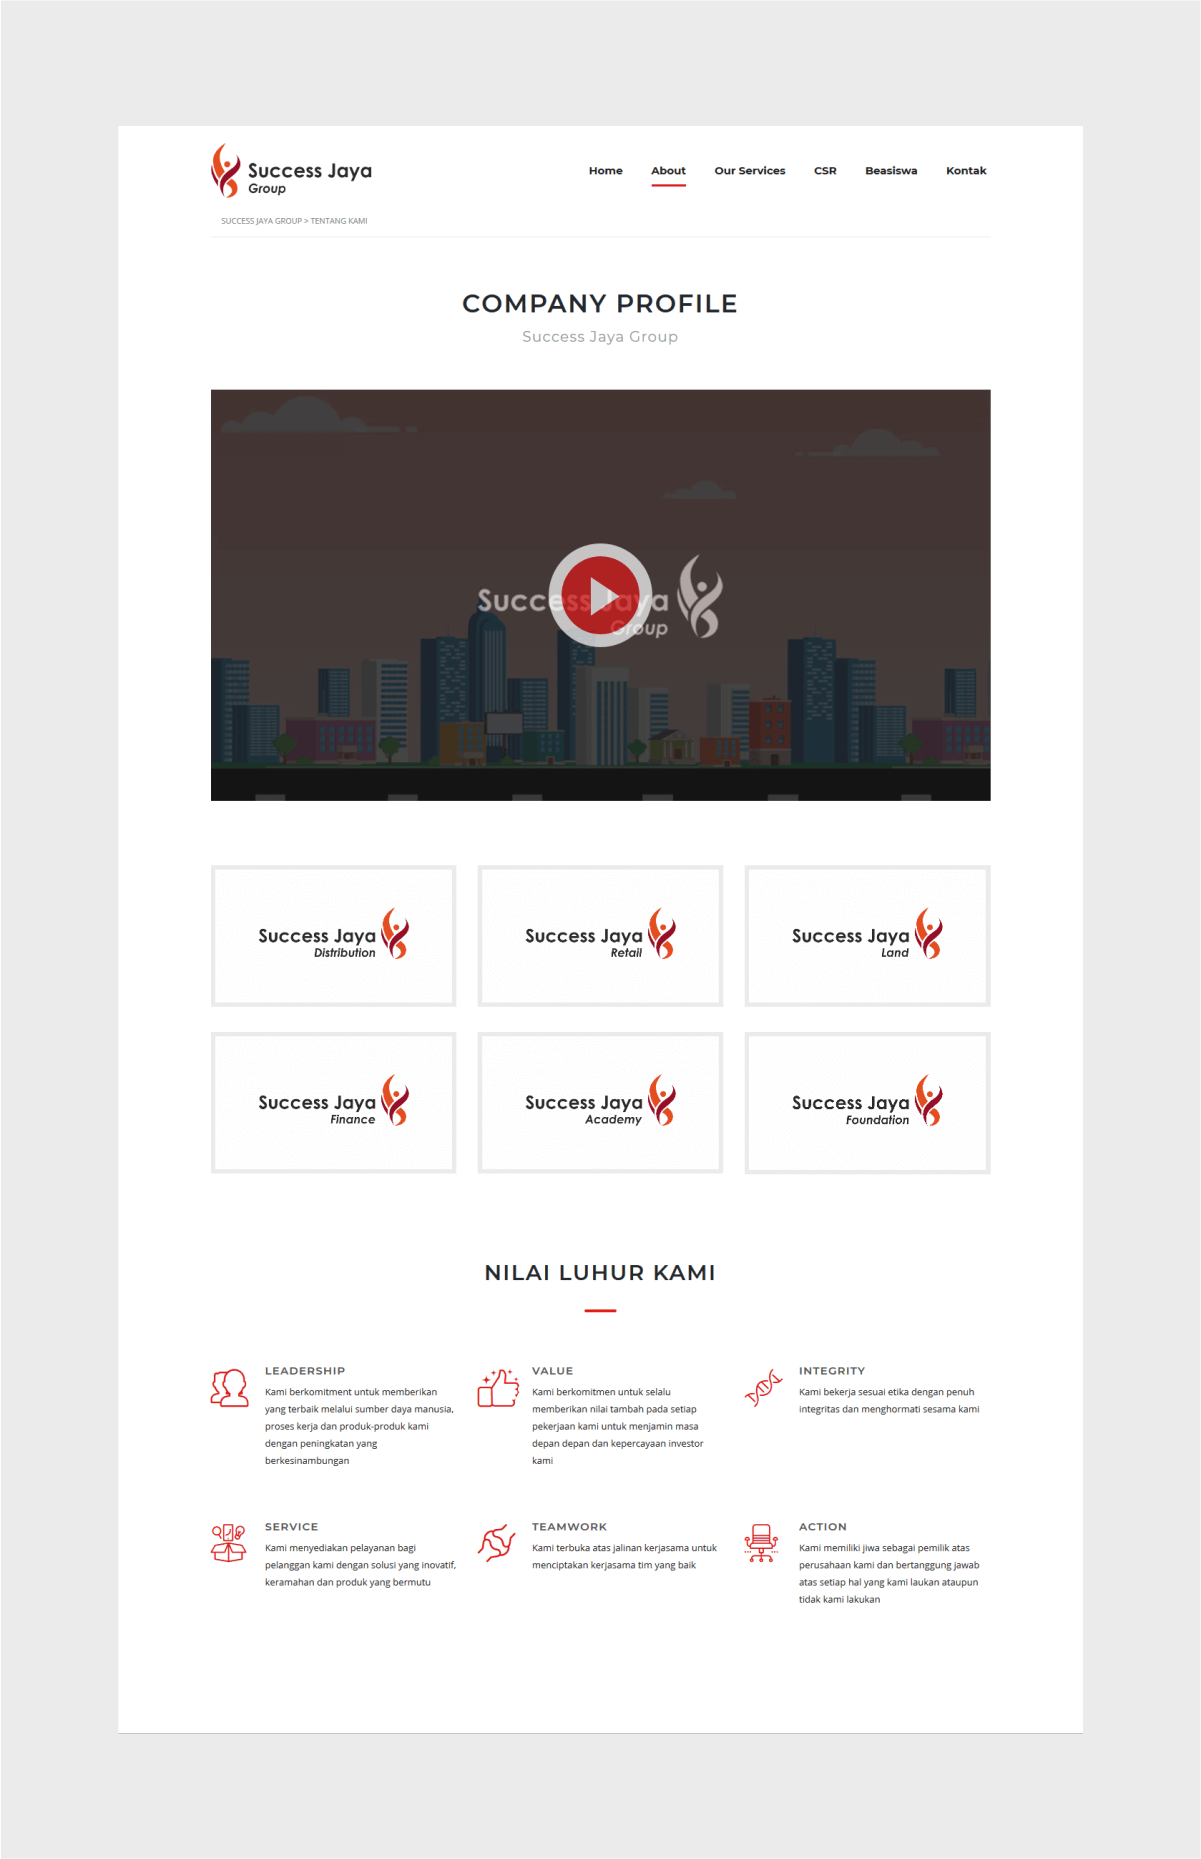 Success Jaya
Group
Home About Our Services CSR Beasiswa Kontak
SUCCESS JAYA GROUP > TENTANG KAMI
COMPANY PROFILE
Success Jaya Group
Success Jaya
Group
Success Jaya
Distribution
Success Jaya
Retail
Success Jaya
Land
Success Jaya
Finance
Success Jaya
Academy
Success Jaya
Foundation
NILAI LUHUR KAMI
LEADERSHIP
Kami berkomitment untuk memberikan
yang terbaik melalui sumber daya manusia,
proses kerja dan produk-produk kami
dengan peningkatan yang
berkesinambungan
VALUE
Kami berkomitmen untuk selalu
memberikan nilai tambah pada setiap
pekerjaan kami untuk menjamin masa
depan depan dan kepercayaan investor
kami
INTEGRITY
Kami bekerja sesuai etika dengan penuh
integritas dan menghormati sesama kami
SERVICE
Kami menyediakan pelayanan bagi
pelanggan kami dengan solusi yang inovatif,
keramahan dan produk yang bermutu
TEAMWORK
Kami terbuka atas jalinan kerjasama untuk
menciptakan kerjasama tim yang baik
ACTION
Kami memiliki jiwa sebagai pemilik atas
perusahaan kami dan bertanggung jawab
atas setiap hal yang kami laukan ataupun
tidak kami lakukan